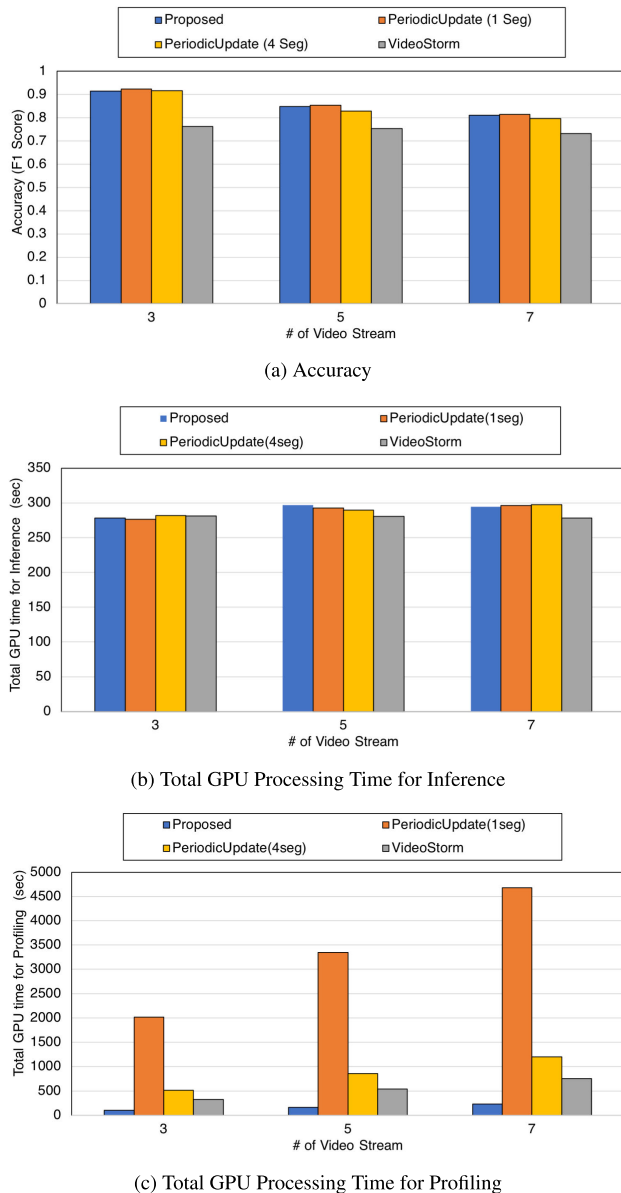 Proposed PeriodicUpdate (1 Seg)
PeriodicUpdate (4 Seg) VideoStorm
Accuracy (F1 Score)
1
0.9
0.8
0.7
0.6
0.5
0.4
0.3
0.2
0.1
0
3 5 7
# of Video Stream
(a) Accuracy
Proposed PeriodicUpdate(1seg)
PeriodicUpdate(4seg) VideoStorm
Total GPU time for Inference (sec)
350
300
250
200
150
100
50
0
3 5 7
# of Video Stream
(b) Total GPU Processing Time for Inference
Proposed PeriodicUpdate(1seg)
PeriodicUpdate(4seg) VideoStorm
Total GPU time for Profiling (sec)
5000
4500
4000
3500
3000
2500
2000
1500
1000
500
0
3 5 7
# of Video Stream
(c) Total GPU Processing Time for Profiling